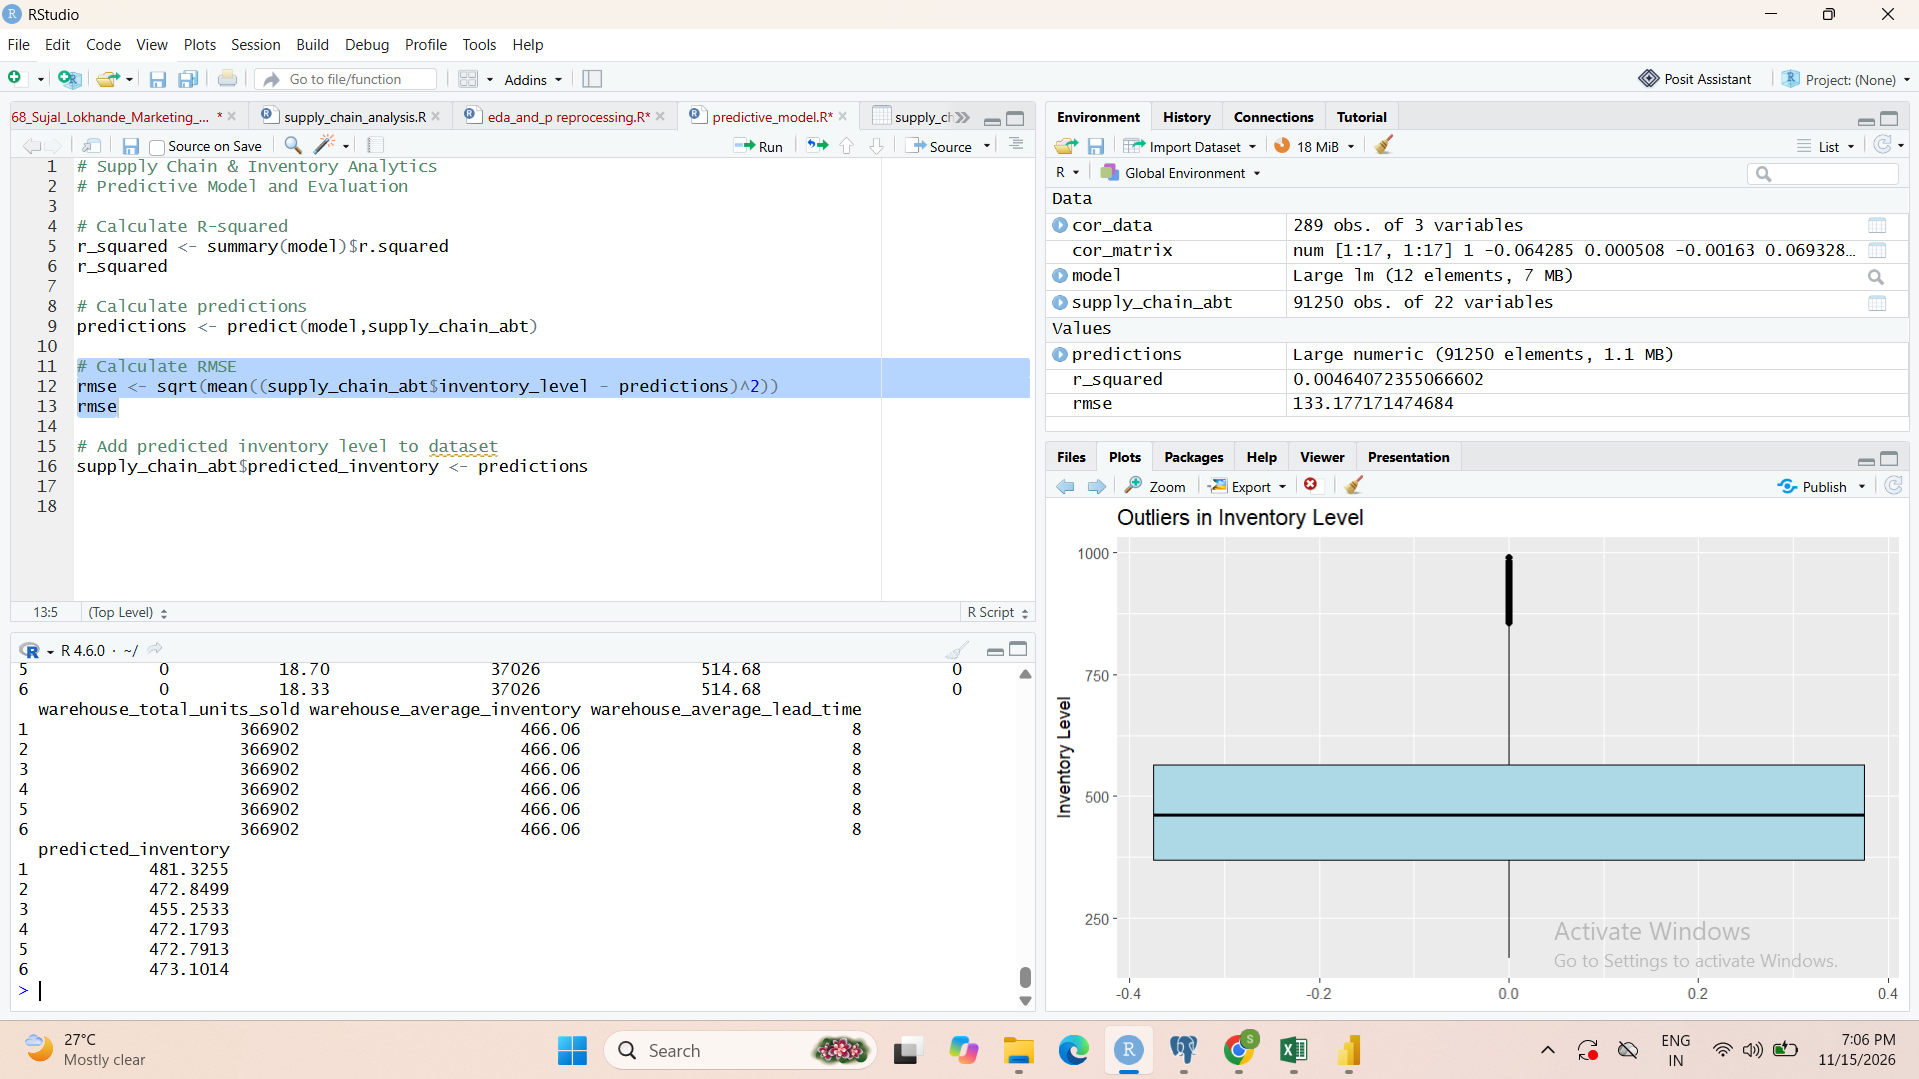 RStudio
File Edit Code View Plots Session Build Debug Profile Tools Help
Go to file/function Addins Posit Assistant Project: (None)
68_Sujal_Lokhande_Marketing_... * supply_chain_analysis.R eda_and_p reprocessing.R* predictive_model.R* supply_ch
Source on Save Run Source
1 # Supply Chain & Inventory Analytics
2 # Predictive Model and Evaluation
3
4 # Calculate R-squared
5 r_squared <- summary(model)$r.squared
6 r_squared
7
8 # Calculate predictions
9 predictions <- predict(model,supply_chain_abt)
10
11 # Calculate RMSE
12 rmse <- sqrt(mean((supply_chain_abt$inventory_level - predictions)^2))
13 rmse
14
15 # Add predicted inventory level to dataset
16 supply_chain_abt$predicted_inventory <- predictions
17
18
13:5 (Top Level) R Script
R 4.6.0 · ~/
5 0 18.70 37026 514.68 0
6 0 18.33 37026 514.68 0
warehouse_total_units_sold warehouse_average_inventory warehouse_average_lead_time
1 366902 466.06 8
2 366902 466.06 8
3 366902 466.06 8
4 366902 466.06 8
5 366902 466.06 8
6 366902 466.06 8
predicted_inventory
1 481.3255
2 472.8499
3 455.2533
4 472.1793
5 472.7913
6 473.1014
>
Environment History Connections Tutorial
Import Dataset 18 MiB List
R Global Environment
Data
cor_data 289 obs. of 3 variables
cor_matrix num [1:17, 1:17] 1 -0.064285 0.000508 -0.00163 0.069328...
model Large lm (12 elements, 7 MB)
supply_chain_abt 91250 obs. of 22 variables
Values
predictions Large numeric (91250 elements, 1.1 MB)
r_squared 0.00464072355066602
rmse 133.177171474684
Files Plots Packages Help Viewer Presentation
Zoom Export Publish
Outliers in Inventory Level
1000
750
500
250
Inventory Level
-0.4 -0.2 0.0 0.2 0.4
Activate Windows
Go to Settings to activate Windows.
27°C
Mostly clear
Search
S
ENG
IN
7:06 PM
11/15/2026